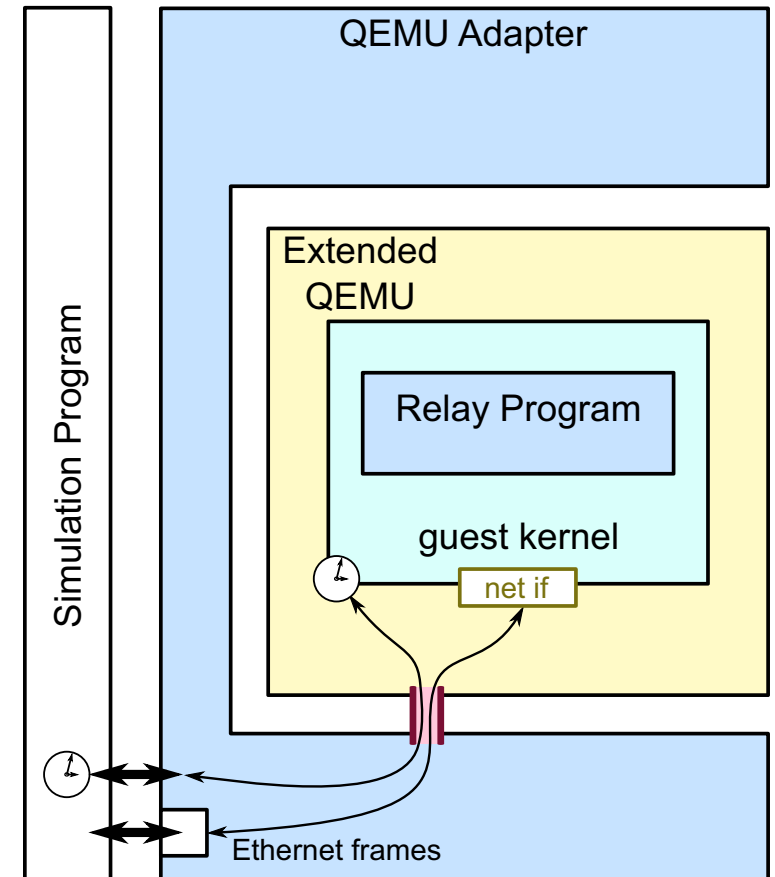 QEMU Adapter
Extended
QEMU
Relay Program
guest kernel
net if
Simulation Program
Ethernet frames